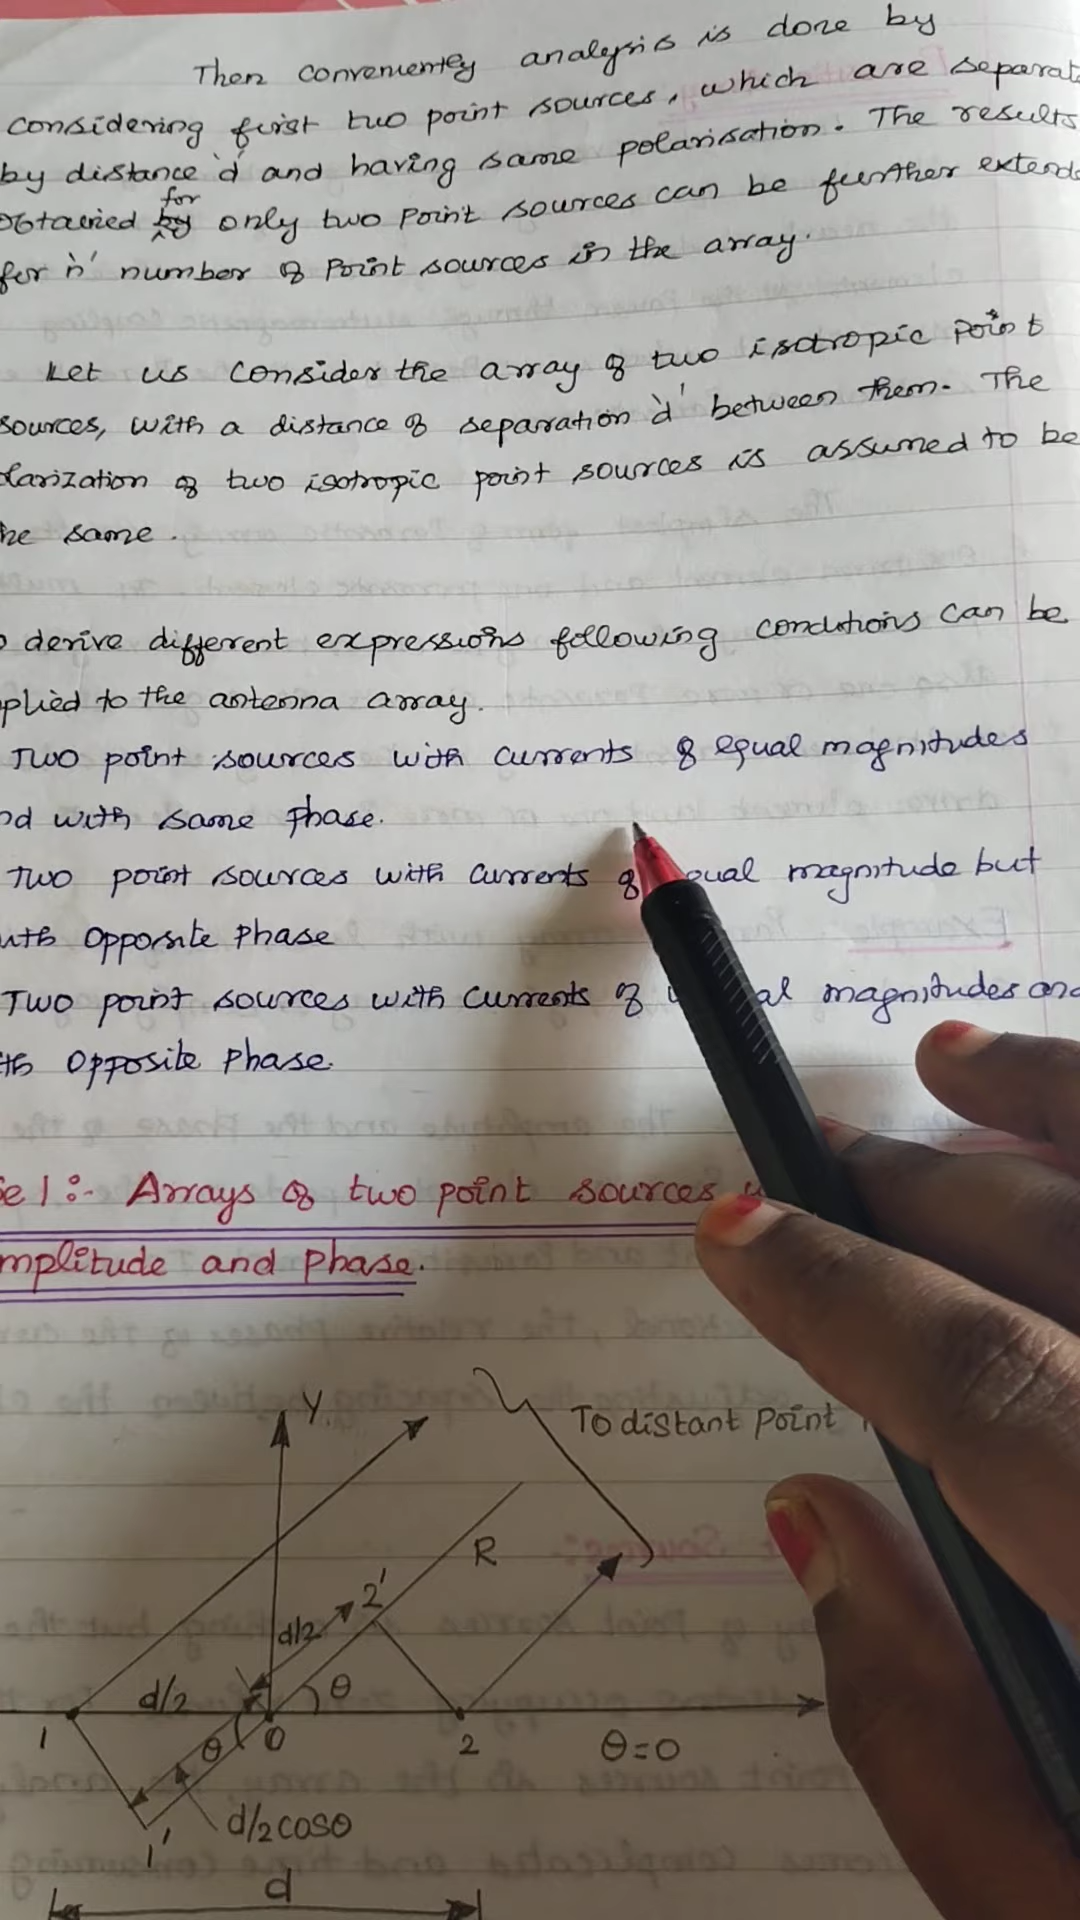 Then conveniently analysis is done by
considering first two point sources, which are separat
by distance 'd' and having same polarisation. The results
for
obtained by only two point sources can be further extend
for 'n' number of point sources in the array.
Let us consider the array of two isotropic point
sources, with a distance of separation 'd' between them. The
larization of two isotropic point sources is assumed to be
he same.
o derive different expressions following conditions can be
plied to the antenna array.
Two point sources with currents of equal magnitudes
nd with same phase.
Two point sources with currents of qual magnitude but
with opposite phase
Two point sources with currents of u al magnitudes and
th opposite phase.
se 1 :- Arrays of two point sources
mplitude and phase.
Y
To distant point
R
2'
d/2
d/2
θ
1
θ
0
2
θ=0
d/2 cosθ
1'
d